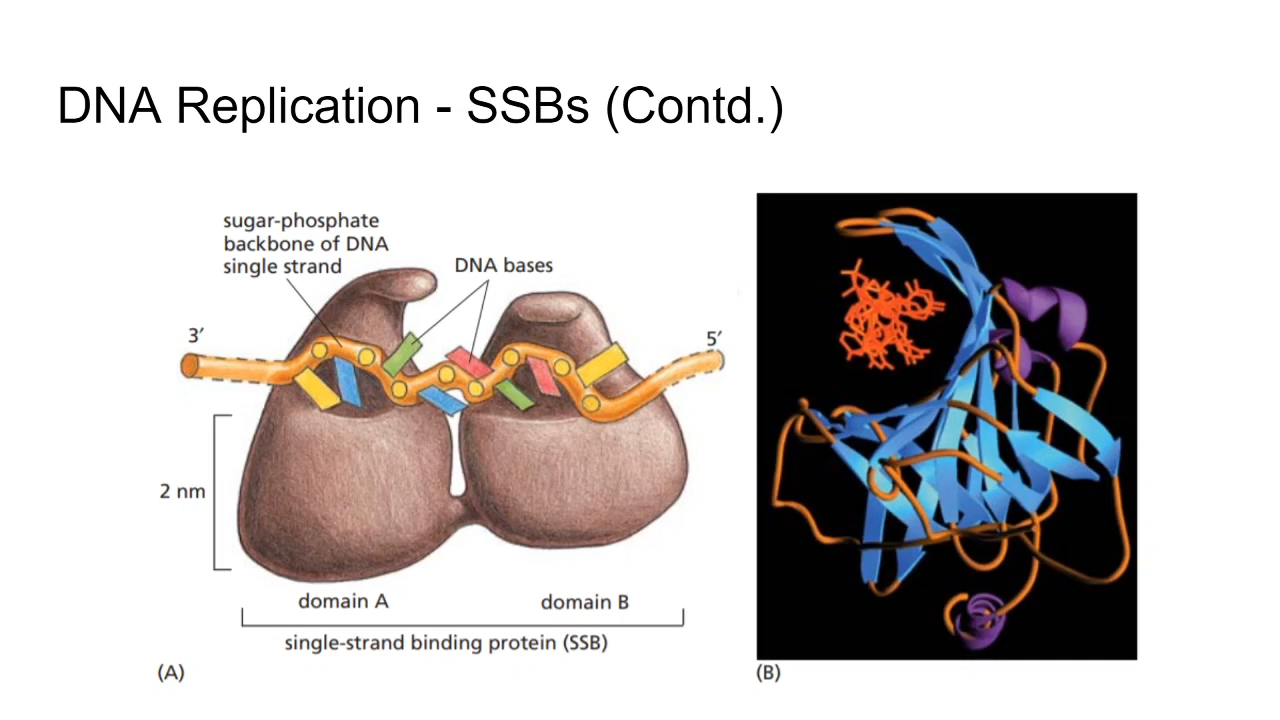 DNA Replication - SSBs (Contd.)
sugar-phosphate
backbone of DNA
single strand
DNA bases
3′
5′
2 nm
domain A
domain B
single-strand binding protein (SSB)
(A)
(B)